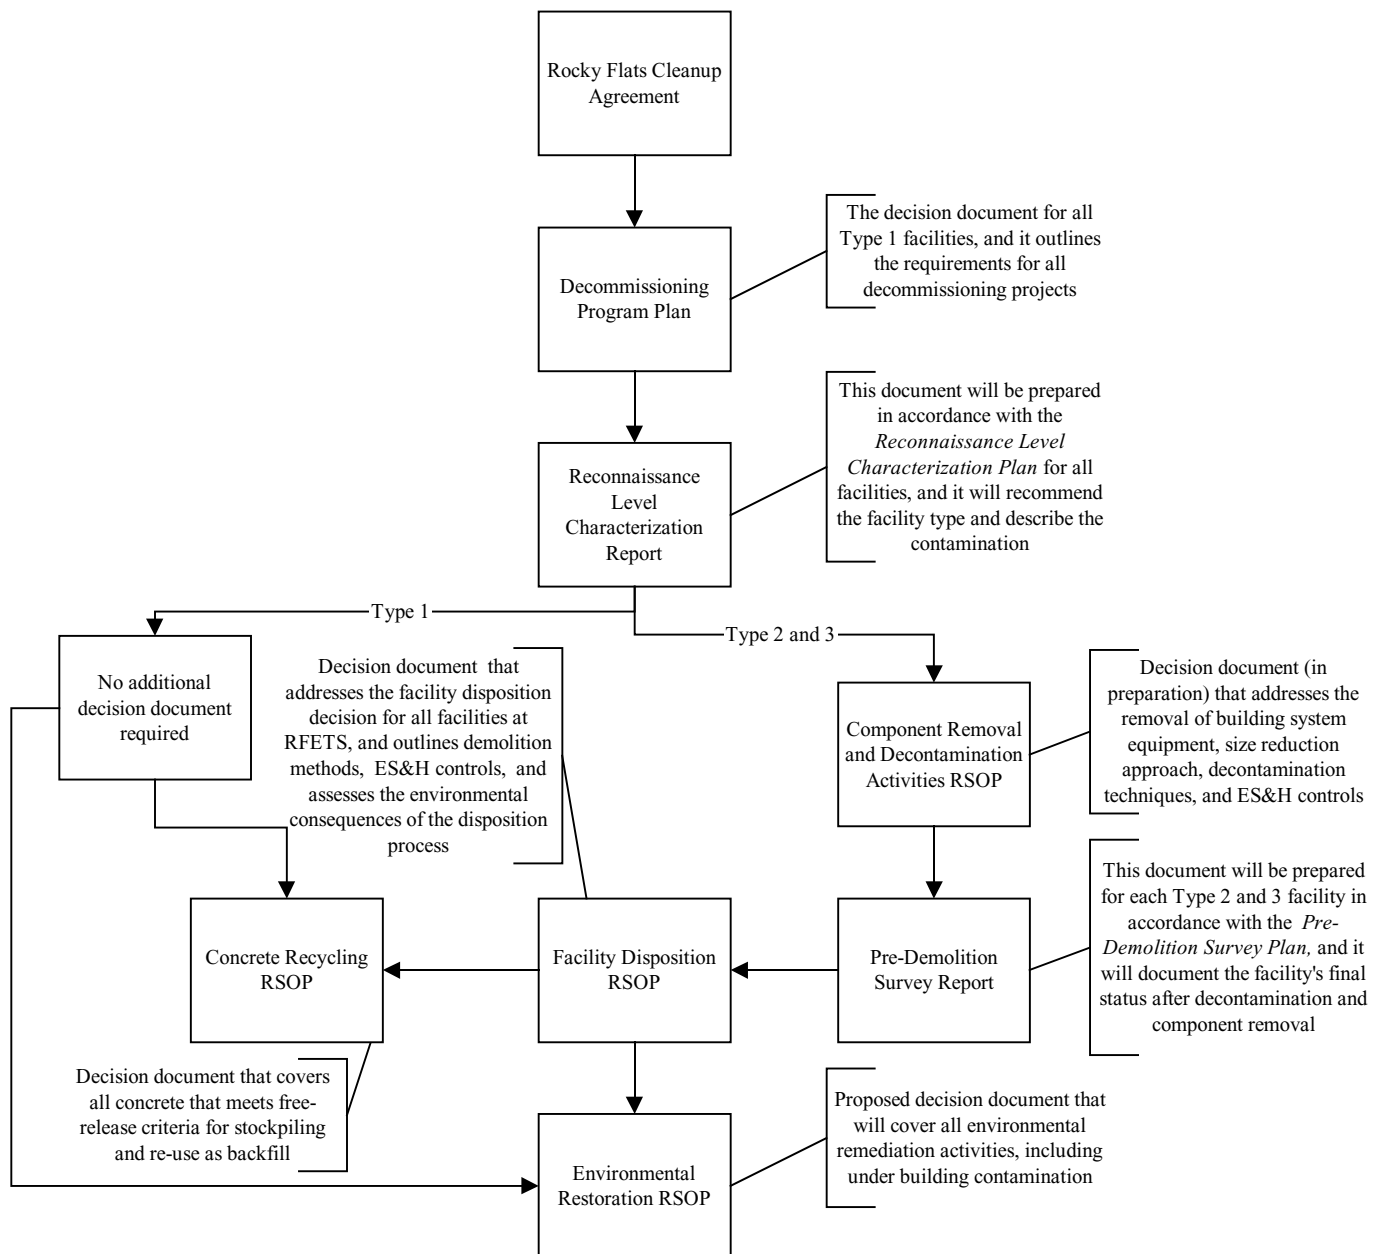 Rocky Flats Cleanup
Agreement
Decommissioning
Program Plan
The decision document for all
Type 1 facilities, and it outlines
the requirements for all
decommissioning projects
Reconnaissance
Level
Characterization
Report
This document will be prepared
in accordance with the
Reconnaissance Level
Characterization Plan for all
facilities, and it will recommend
the facility type and describe the
contamination
Type 1
Type 2 and 3
No additional
decision document
required
Decision document that
addresses the facility disposition
decision for all facilities at
RFETS, and outlines demolition
methods, ES&H controls, and
assesses the environmental
consequences of the disposition
process
Component Removal
and Decontamination
Activities RSOP
Decision document (in
preparation) that addresses the
removal of building system
equipment, size reduction
approach, decontamination
techniques, and ES&H controls
Concrete Recycling
RSOP
Facility Disposition
RSOP
Pre-Demolition
Survey Report
This document will be prepared
for each Type 2 and 3 facility in
accordance with the Pre-
Demolition Survey Plan, and it
will document the facility's final
status after decontamination and
component removal
Decision document that covers
all concrete that meets free-
release criteria for stockpiling
and re-use as backfill
Environmental
Restoration RSOP
Proposed decision document that
will cover all environmental
remediation activities, including
under building contamination